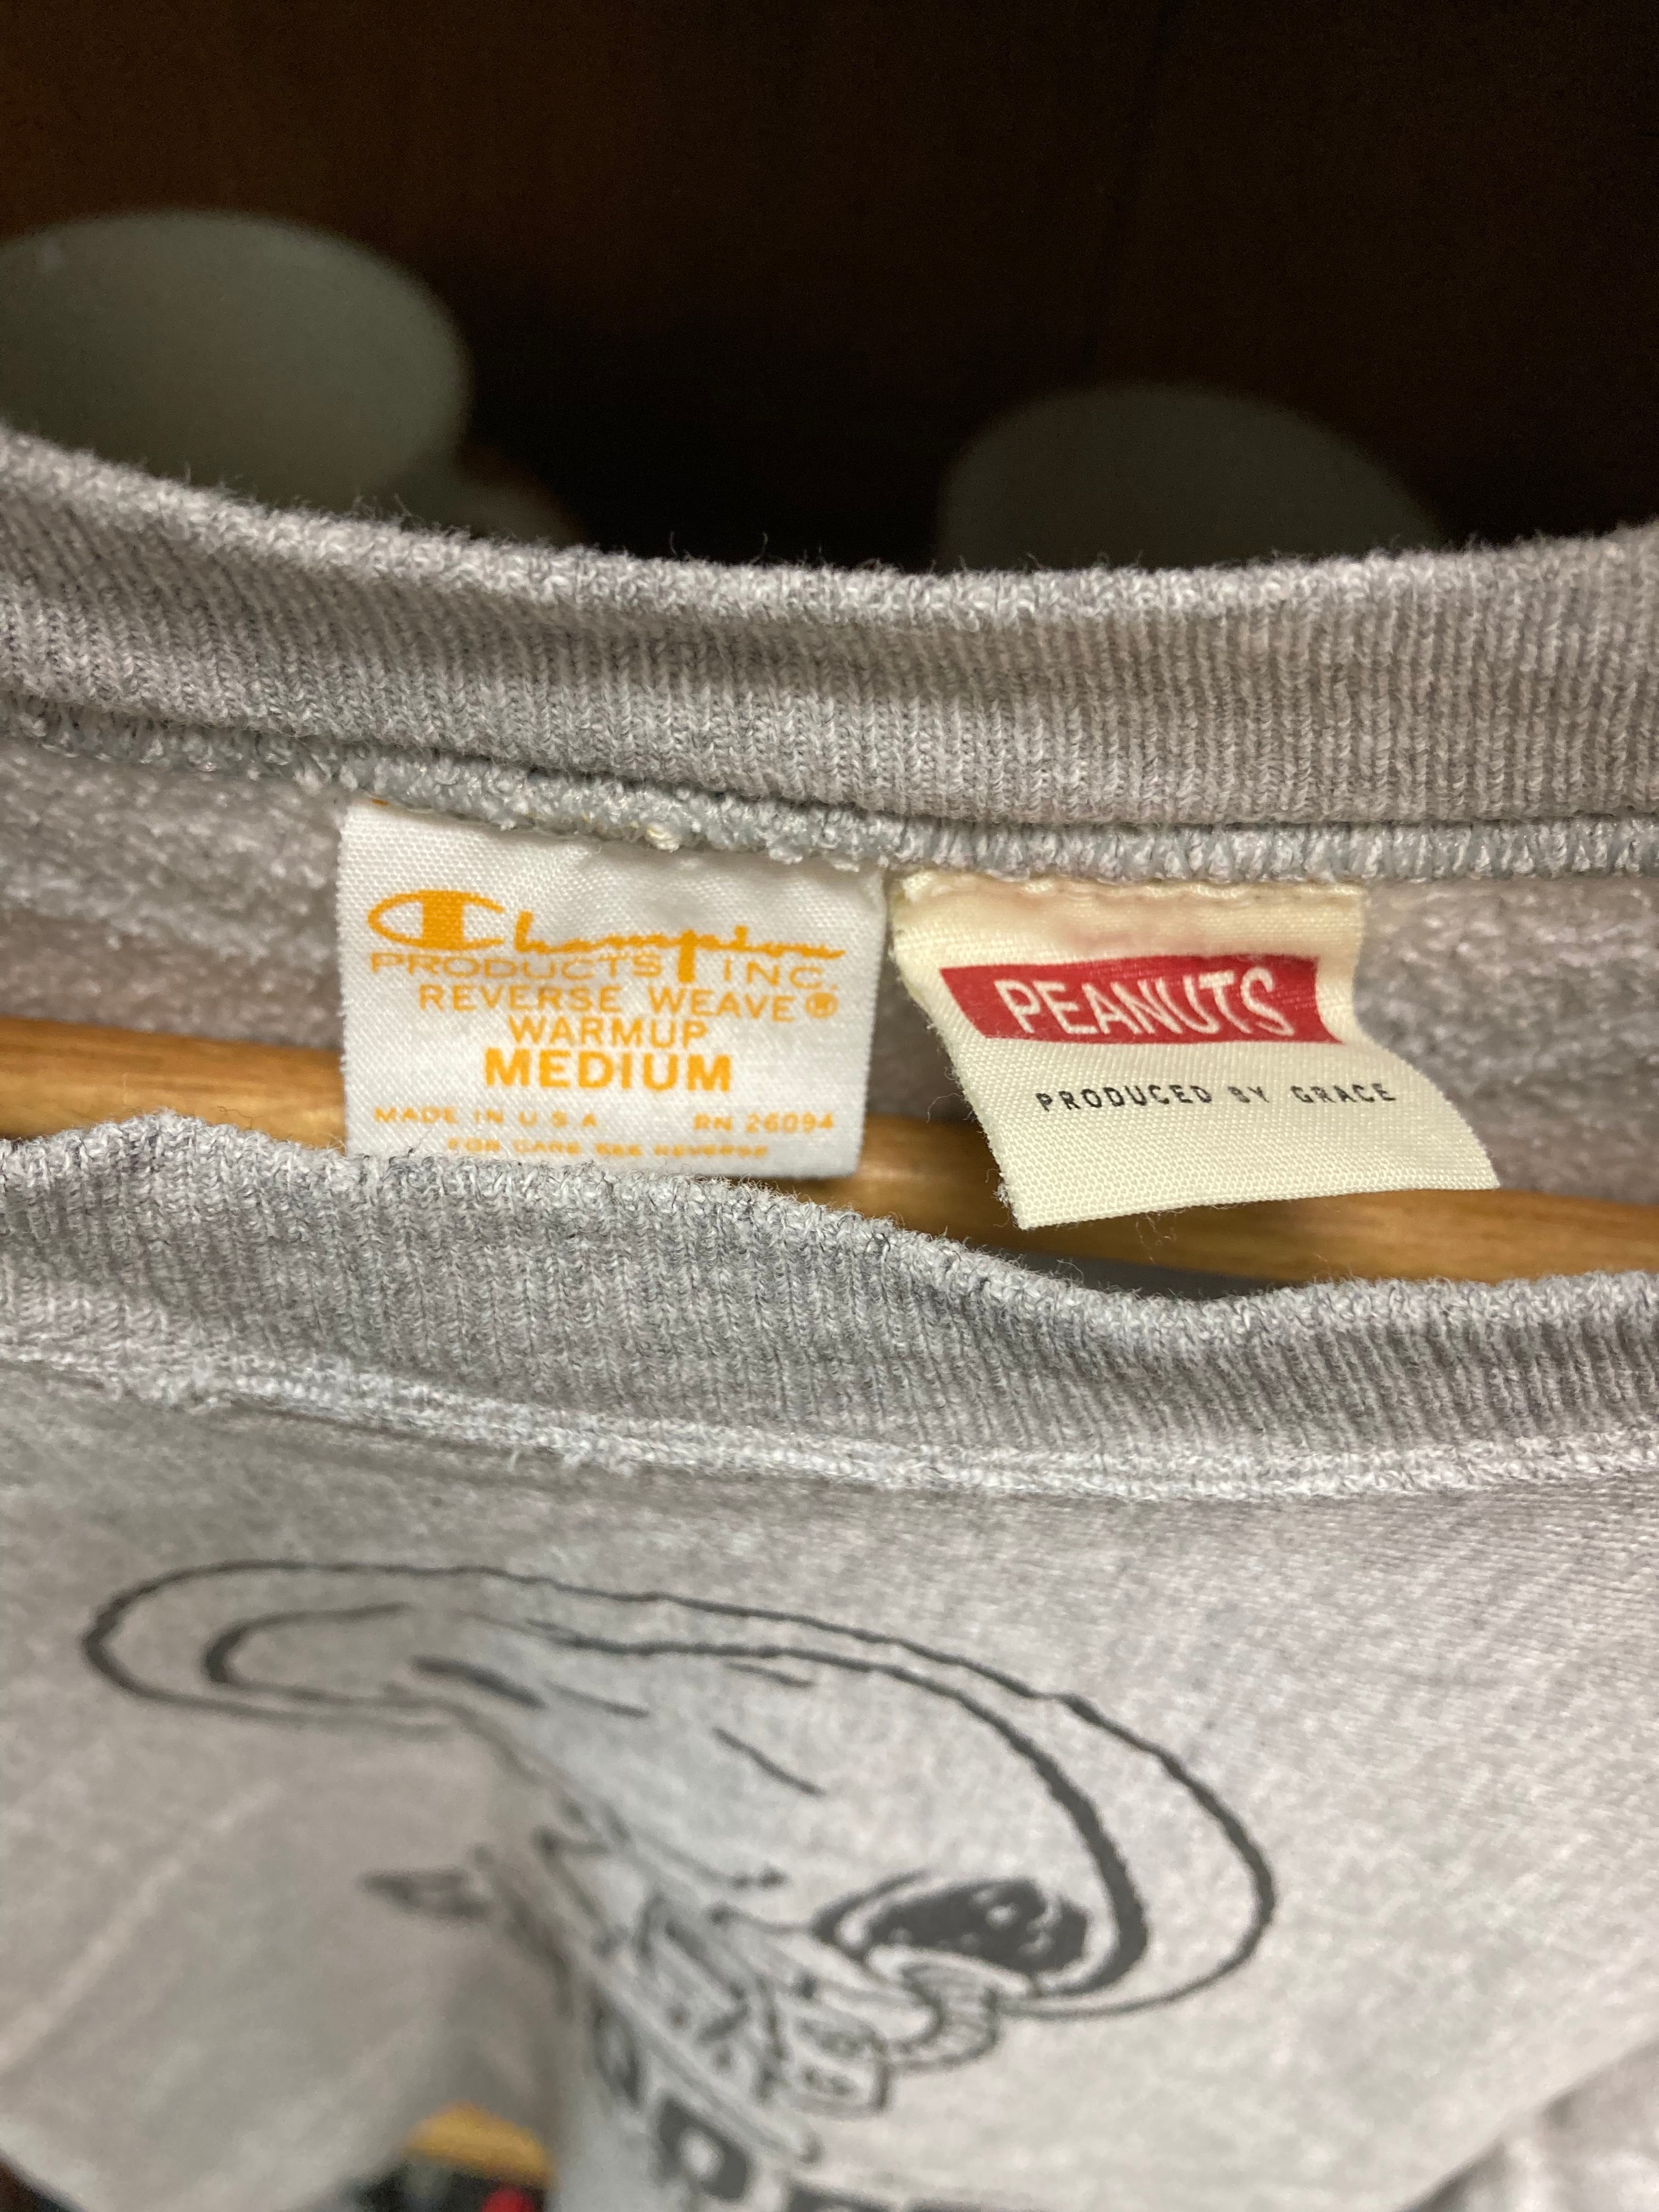 Champion
PRODUCTS INC.
REVERSE WEAVE®
WARMUP
MEDIUM
MADE IN U.S.A RN 26094
FOR CARE SEE REVERSE
PEANUTS
PRODUCED BY GRACE